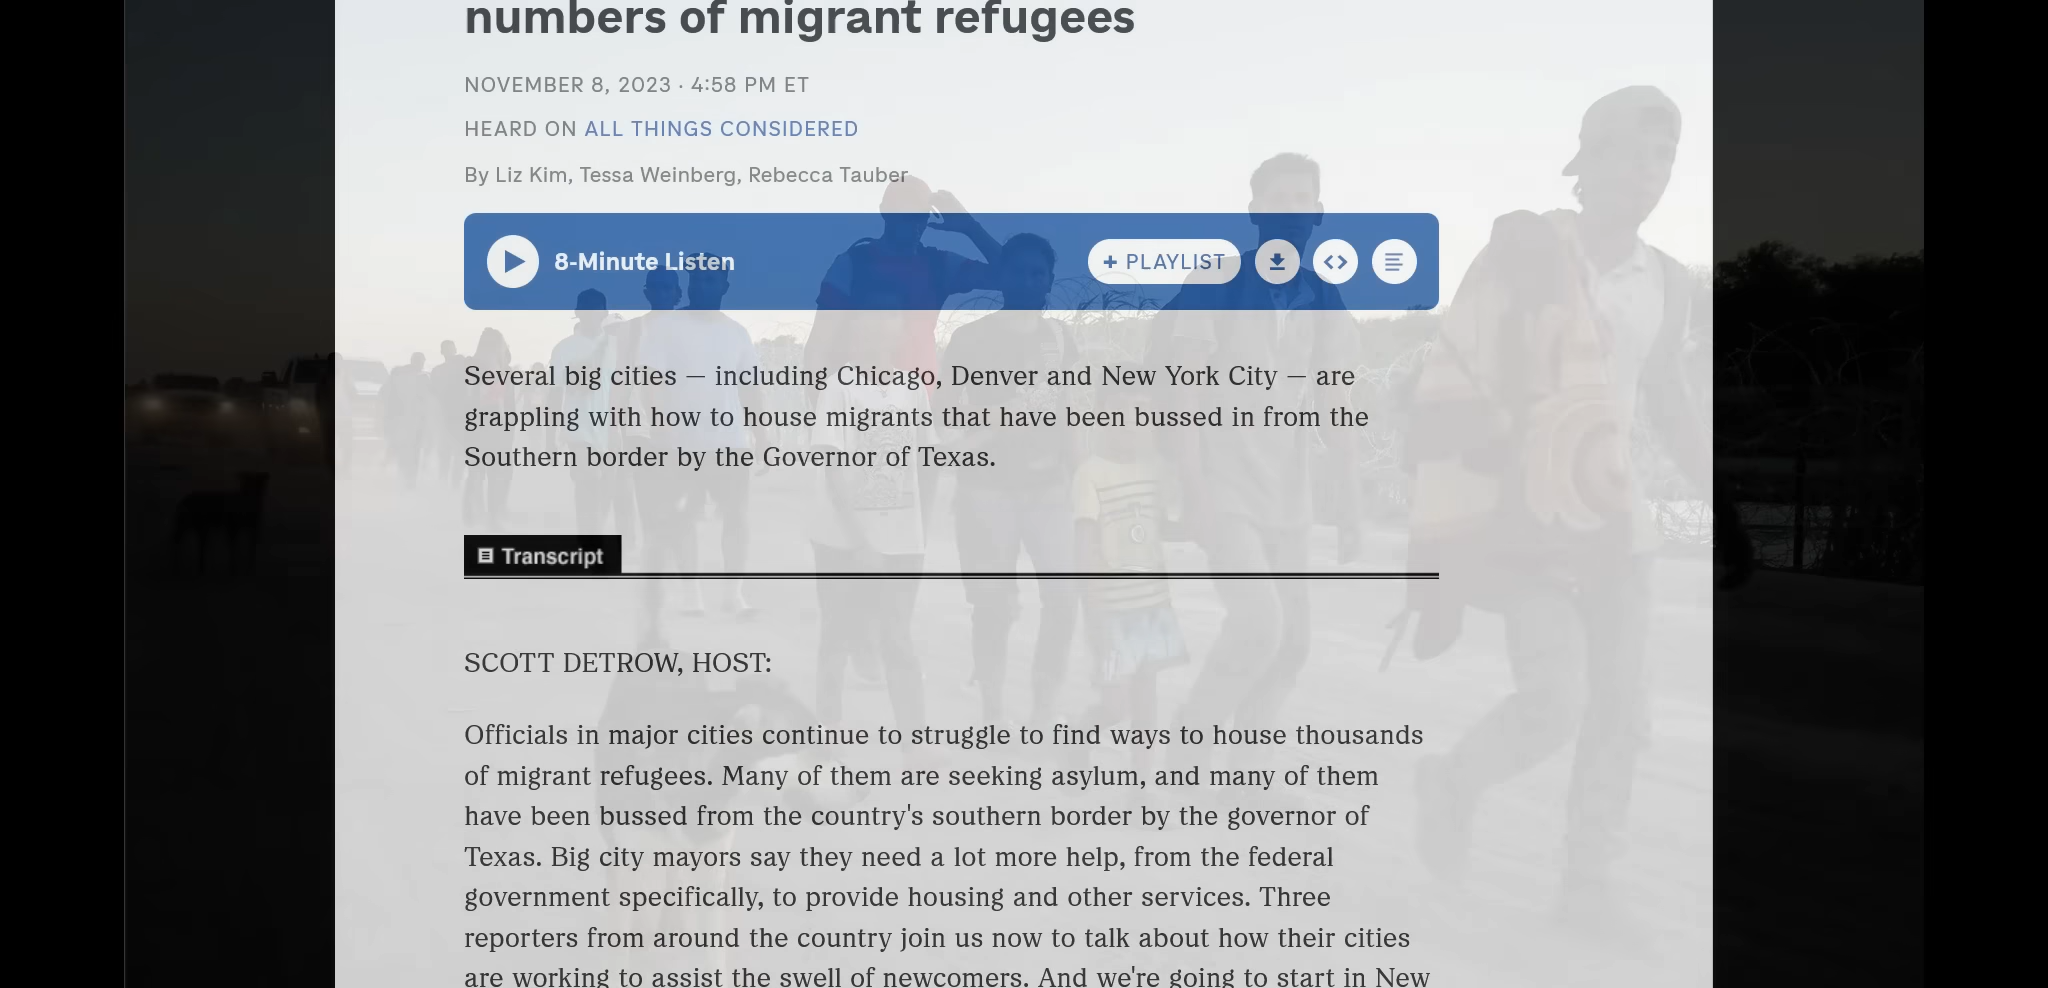 numbers of migrant refugees
NOVEMBER 8, 2023 · 4:58 PM ET
HEARD ON ALL THINGS CONSIDERED
By Liz Kim, Tessa Weinberg, Rebecca Tauber
8-Minute Listen
+ PLAYLIST
Several big cities — including Chicago, Denver and New York City — are
grappling with how to house migrants that have been bussed in from the
Southern border by the Governor of Texas.
Transcript
SCOTT DETROW, HOST:
Officials in major cities continue to struggle to find ways to house thousands
of migrant refugees. Many of them are seeking asylum, and many of them
have been bussed from the country's southern border by the governor of
Texas. Big city mayors say they need a lot more help, from the federal
government specifically, to provide housing and other services. Three
reporters from around the country join us now to talk about how their cities
are working to assist the swell of newcomers. And we're going to start in New